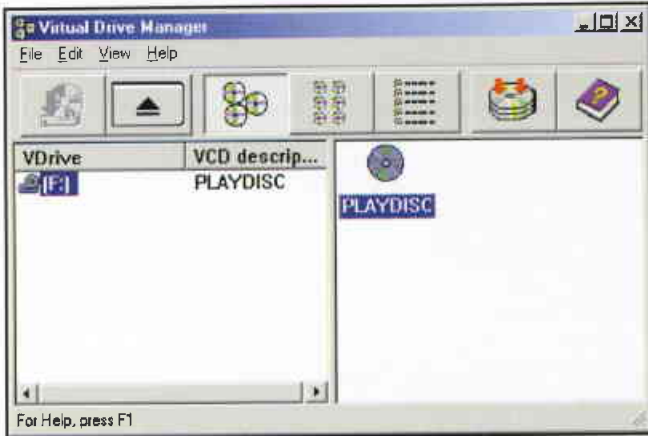 Virtual Drive Manager
File Edit View Help
VDrive VCD descrip...
[F:] PLAYDISC
PLAYDISC
For Help, press F1